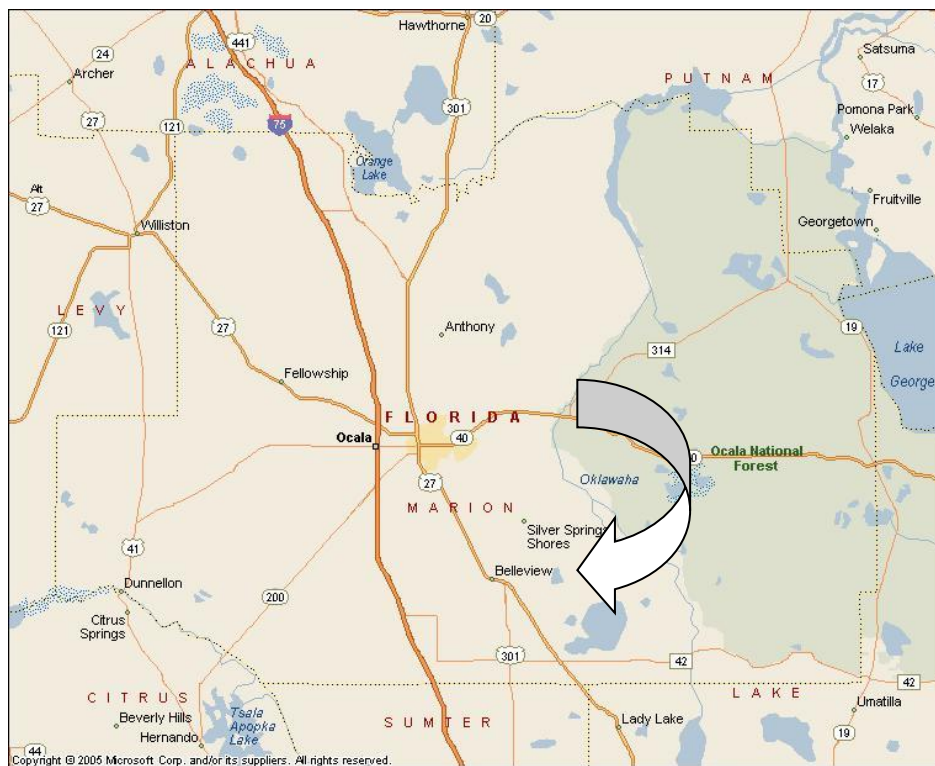 Hawthorne
20
24
441
ALACHUA
Satsuma
Archer
PUTNAM
17
27
301
Pomona Park
121
75
Welaka
Orange
Lake
Alt
27
Fruitville
Williston
Georgetown
LEVY
121
27
Anthony
19
314
Lake
George
Fellowship
FLORIDA
Ocala
40
Ocala National
Forest
27
Oklawaha
MARION
Silver Springs
Shores
41
Belleview
Dunnellon
200
Citrus
Springs
301
42
42
CITRUS
LAKE
Umatilla
Beverly Hills
Tsala
Apopka
Lake
SUMTER
Lady Lake
Hernando
19
44
Copyright © 2005 Microsoft Corp. and/or its suppliers. All rights reserved.